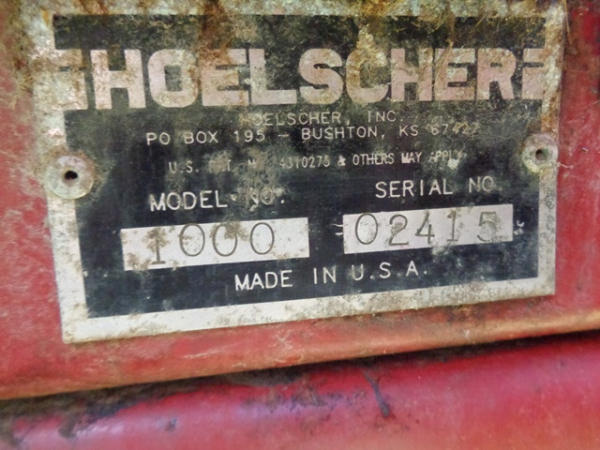 HOELSCHER
HOELSCHER, INC.
PO BOX 195 - BUSHTON, KS 67427
U.S. 4310275 & OTHERS MAY APPLY
MODEL NO. SERIAL NO.
1000 02415
MADE IN U.S.A.